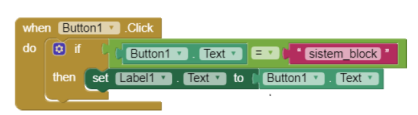 when Button1 .Click
do if Button1 . Text = " sistem_block "
then set Label1 . Text to Button1 . Text